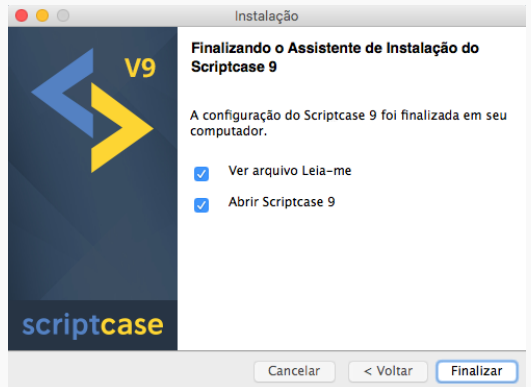 Instalação
V9
Finalizando o Assistente de Instalação do
Scriptcase 9
A configuração do Scriptcase 9 foi finalizada em seu
computador.
Ver arquivo Leia-me
Abrir Scriptcase 9
scriptcase
Cancelar
< Voltar
Finalizar